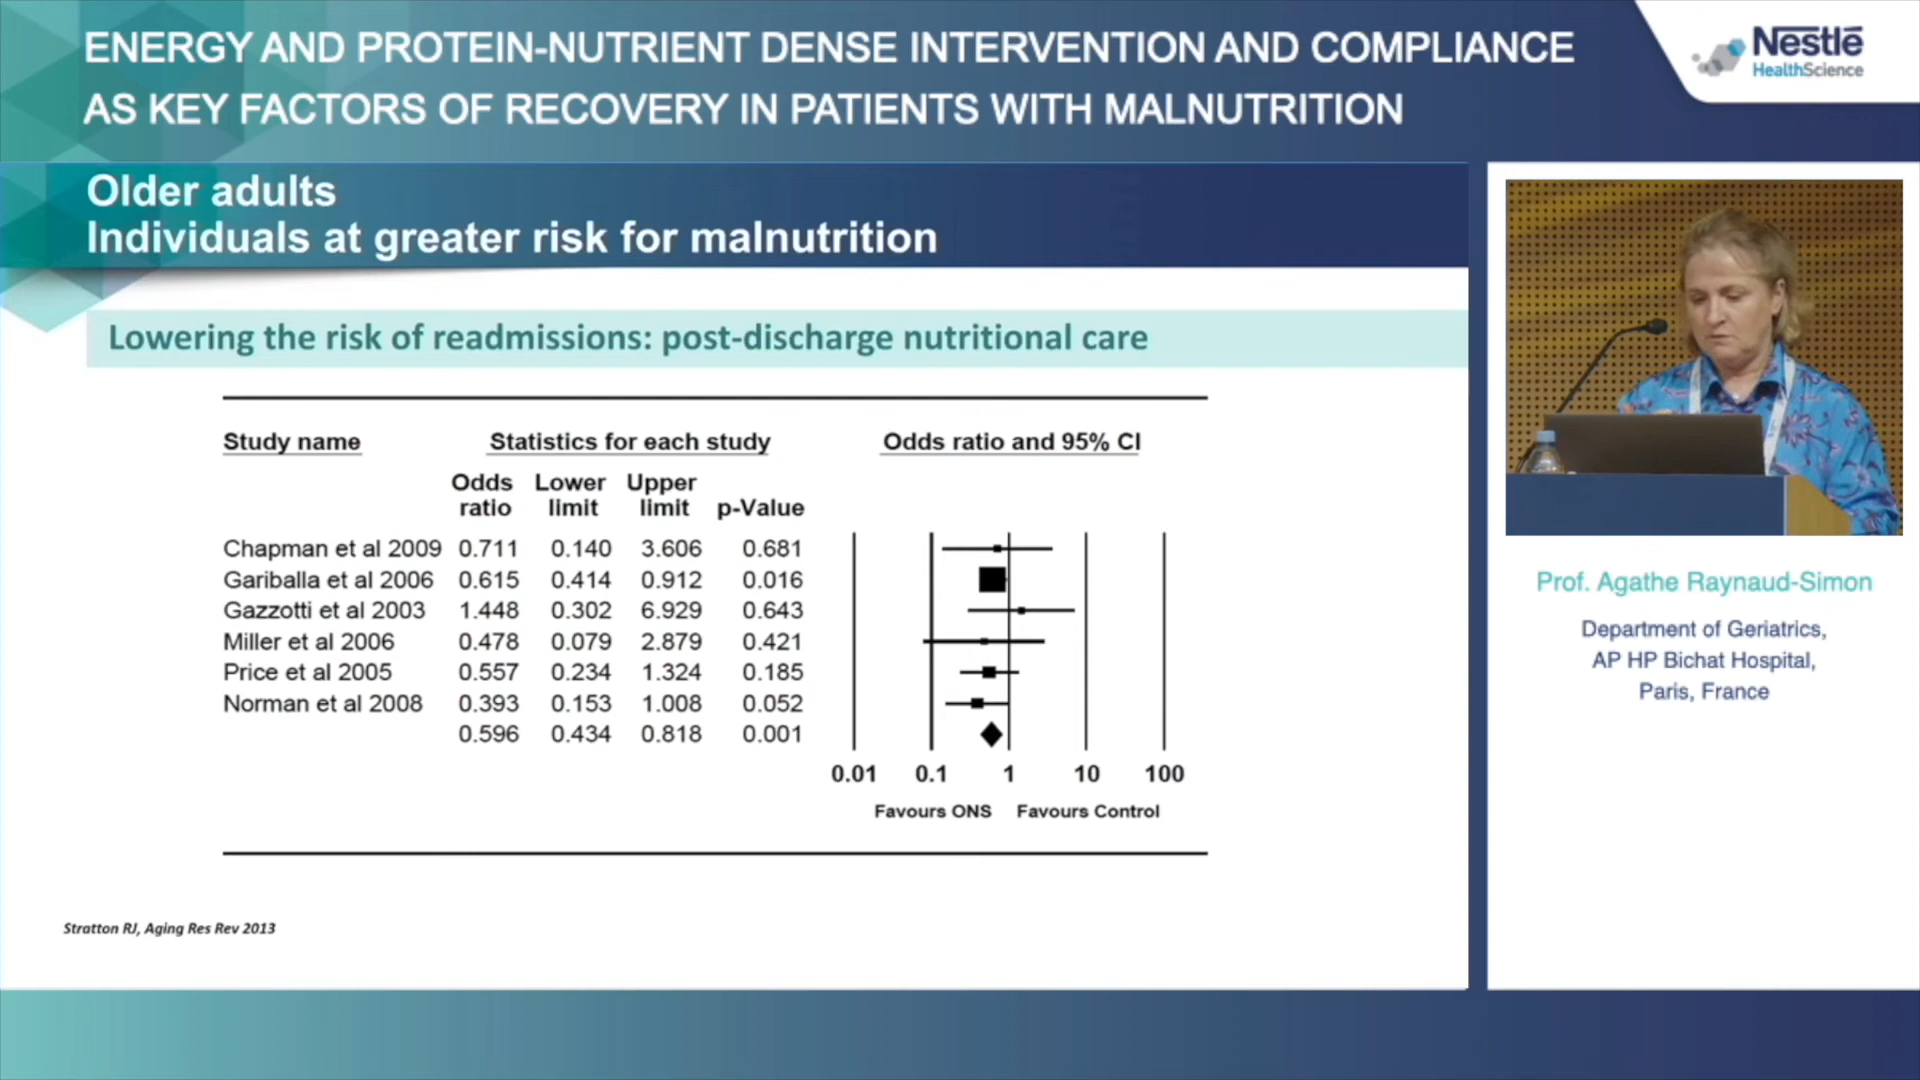 ENERGY AND PROTEIN-NUTRIENT DENSE INTERVENTION AND COMPLIANCE
AS KEY FACTORS OF RECOVERY IN PATIENTS WITH MALNUTRITION
Nestlé
HealthScience
Older adults
Individuals at greater risk for malnutrition
Lowering the risk of readmissions: post-discharge nutritional care
Study name Statistics for each study Odds ratio and 95% CI
Odds Lower Upper
ratio limit limit p-Value
Chapman et al 2009 0.711 0.140 3.606 0.681
Gariballa et al 2006 0.615 0.414 0.912 0.016
Gazzotti et al 2003 1.448 0.302 6.929 0.643
Miller et al 2006 0.478 0.079 2.879 0.421
Price et al 2005 0.557 0.234 1.324 0.185
Norman et al 2008 0.393 0.153 1.008 0.052
0.596 0.434 0.818 0.001
0.01 0.1 1 10 100
Favours ONS Favours Control
Stratton RJ, Aging Res Rev 2013
Prof. Agathe Raynaud-Simon
Department of Geriatrics,
AP HP Bichat Hospital,
Paris, France